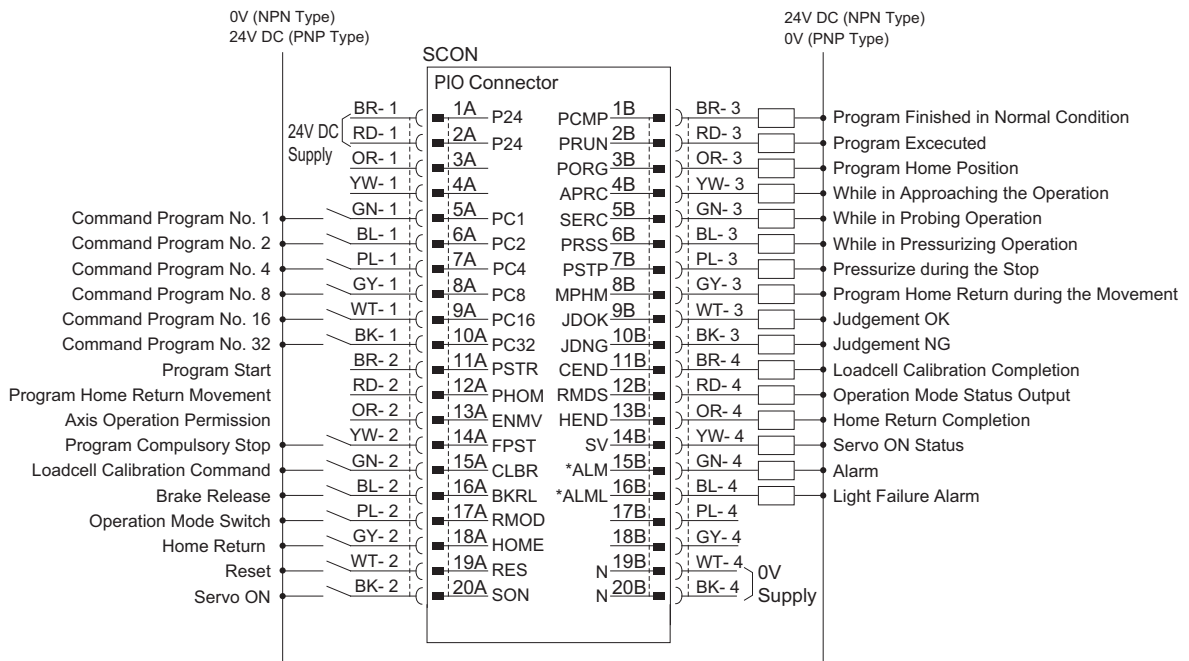 0V (NPN Type)
24V DC (PNP Type)
24V DC (NPN Type)
0V (PNP Type)
SCON
PIO Connector
24V DC
Supply
BR- 1 1A P24 PCMP 1B BR- 3 Program Finished in Normal Condition
RD- 1 2A P24 PRUN 2B RD- 3 Program Excecuted
OR- 1 3A PORG 3B OR- 3 Program Home Position
YW- 1 4A APRC 4B YW- 3 While in Approaching the Operation
Command Program No. 1 GN- 1 5A PC1 SERC 5B GN- 3 While in Probing Operation
Command Program No. 2 BL- 1 6A PC2 PRSS 6B BL- 3 While in Pressurizing Operation
Command Program No. 4 PL- 1 7A PC4 PSTP 7B PL- 3 Pressurize during the Stop
Command Program No. 8 GY- 1 8A PC8 MPHM 8B GY- 3 Program Home Return during the Movement
Command Program No. 16 WT- 1 9A PC16 JDOK 9B WT- 3 Judgement OK
Command Program No. 32 BK- 1 10A PC32 JDNG 10B BK- 3 Judgement NG
Program Start BR- 2 11A PSTR CEND 11B BR- 4 Loadcell Calibration Completion
Program Home Return Movement RD- 2 12A PHOM RMDS 12B RD- 4 Operation Mode Status Output
Axis Operation Permission OR- 2 13A ENMV HEND 13B OR- 4 Home Return Completion
Program Compulsory Stop YW- 2 14A FPST SV 14B YW- 4 Servo ON Status
Loadcell Calibration Command GN- 2 15A CLBR *ALM 15B GN- 4 Alarm
Brake Release BL- 2 16A BKRL *ALML 16B BL- 4 Light Failure Alarm
Operation Mode Switch PL- 2 17A RMOD 17B PL- 4
Home Return GY- 2 18A HOME 18B GY- 4
Reset WT- 2 19A RES N 19B WT- 4
Servo ON BK- 2 20A SON N 20B BK- 4
0V
Supply